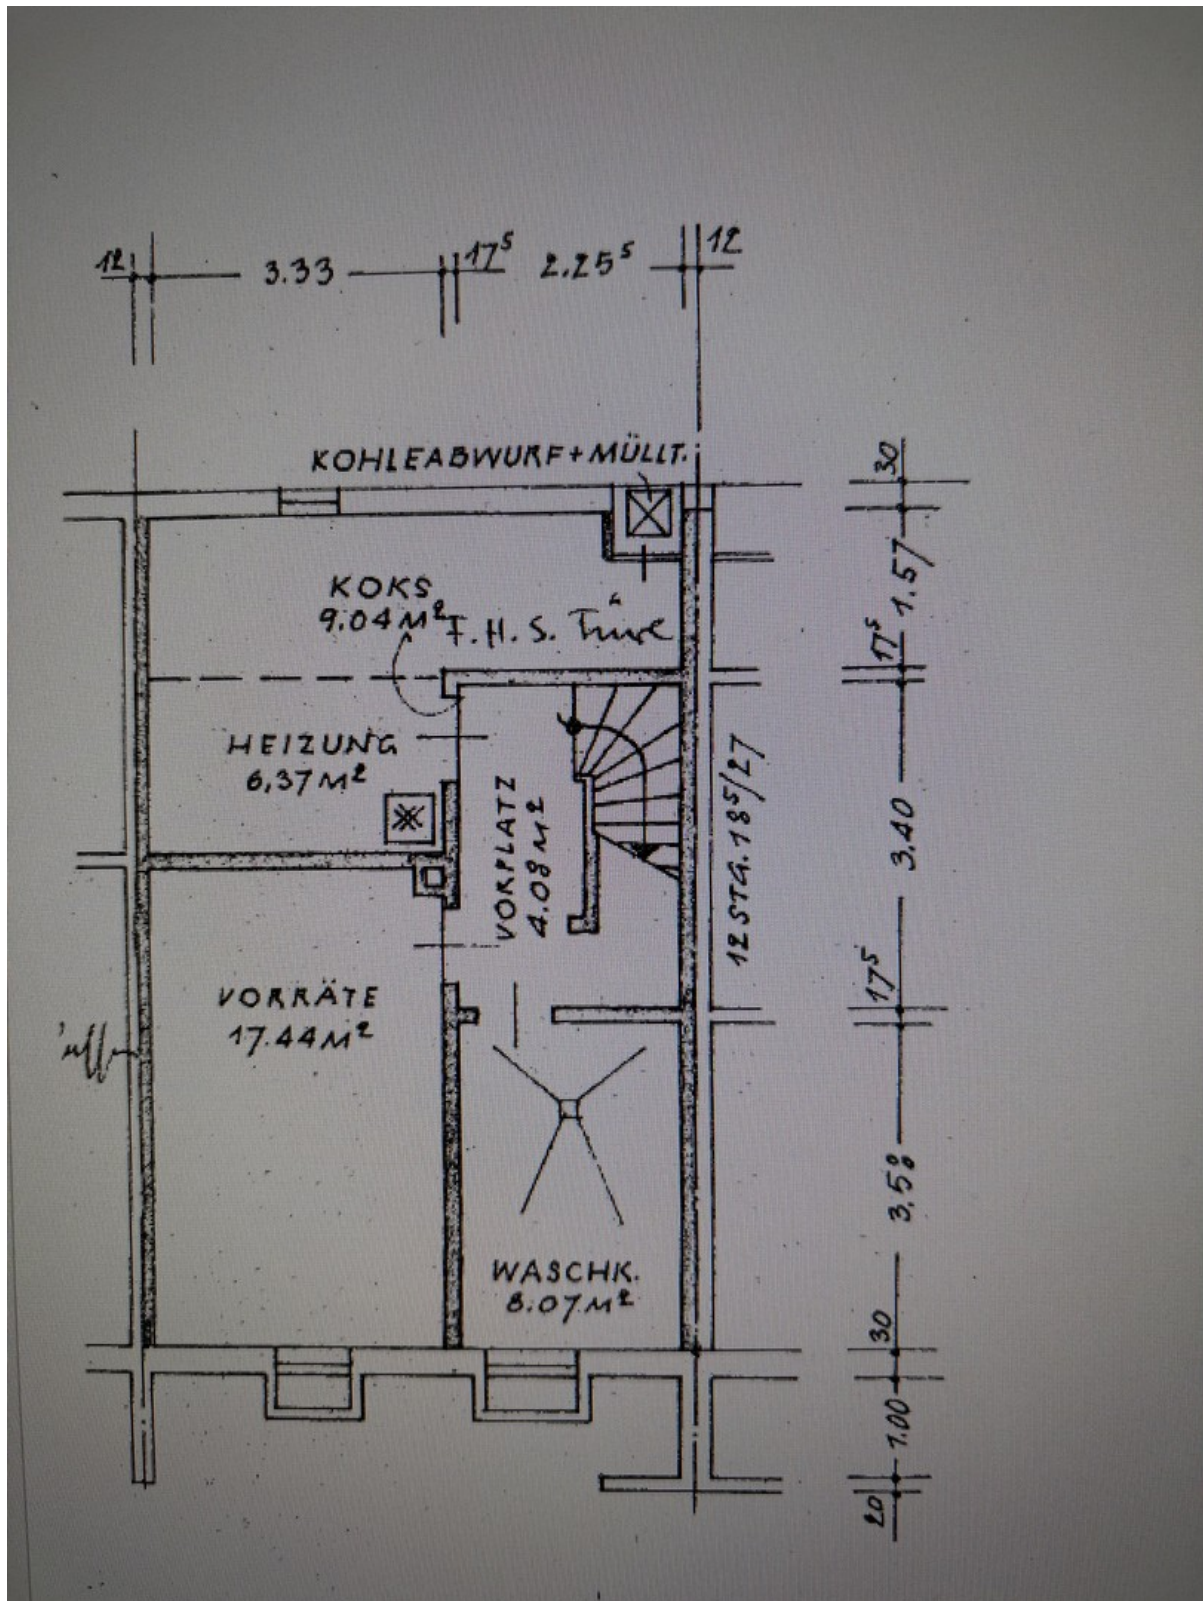 12
3.33
17⁵
2.25⁵
12
KOHLEABWURF+MÜLLT.
30
KOKS
9.04 M²
F.H.S. Türe
1.57
17⁵
HEIZUNG
6,37 M²
VORPLATZ
4.08 M²
12 STG. 18⁵/27
3.40
VORRÄTE
17.44 M²
17⁵
3.58
WASCHK.
8.07 M²
30
1.00
20